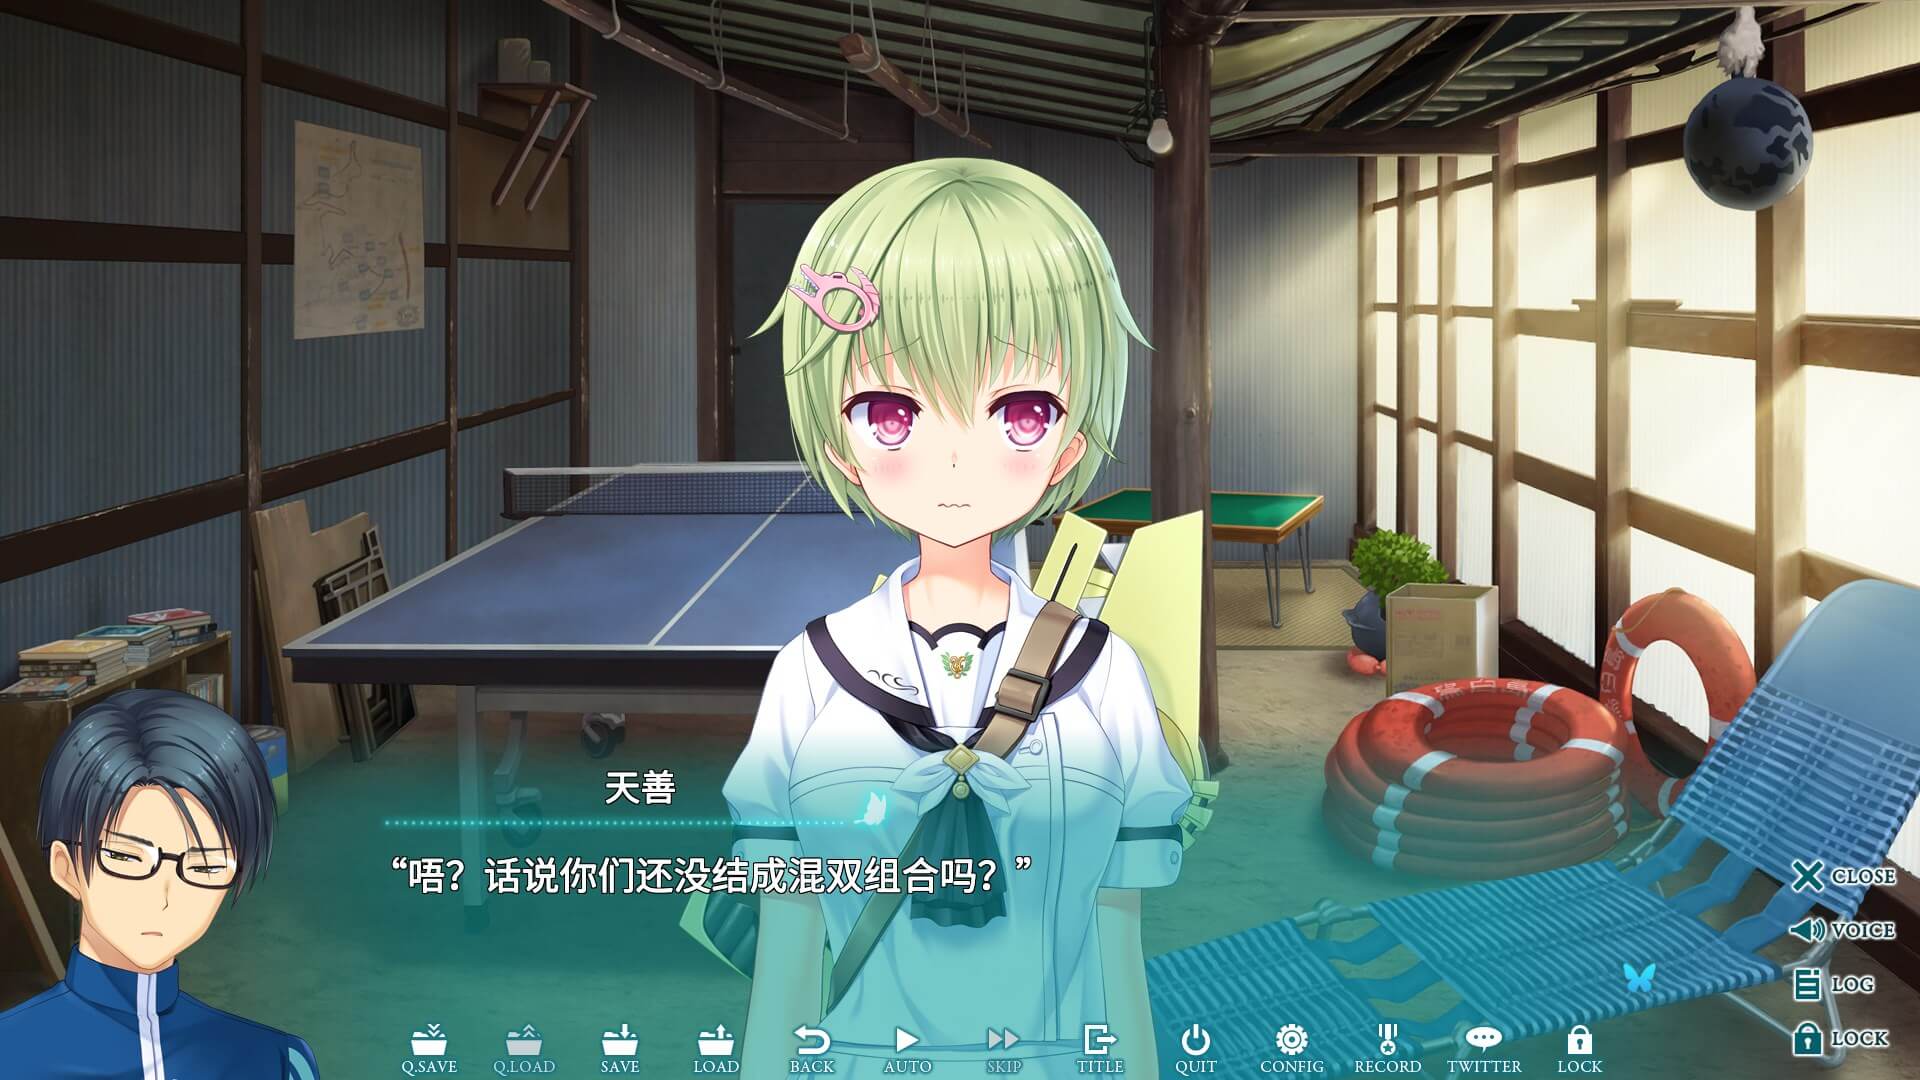 天善
“唔？话说你们还没结成混双组合吗？”
CLOSE
VOICE
LOG
LOCK
Q.SAVE
Q.LOAD
SAVE
LOAD
BACK
AUTO
SKIP
TITLE
QUIT
CONFIG
RECORD
TWITTER
LOCK